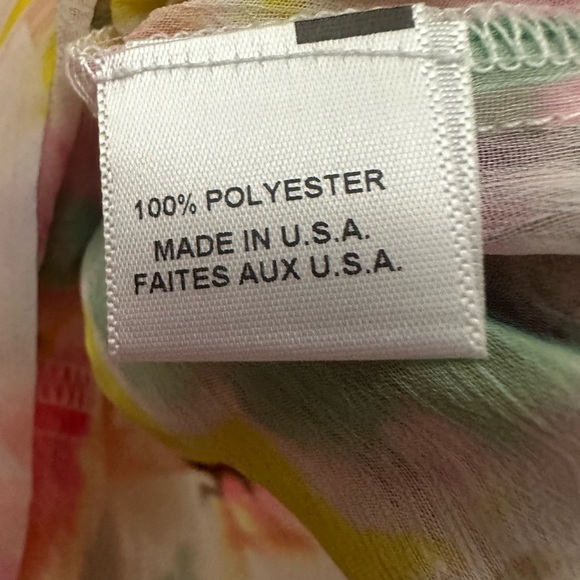 100% POLYESTER
MADE IN U.S.A.
FAITES AUX U.S.A.